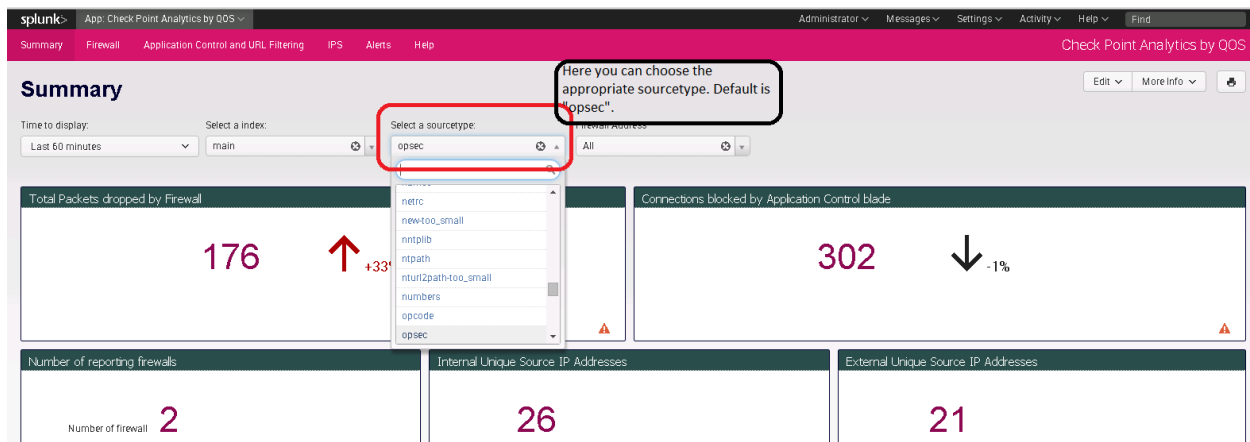 splunk> App: Check Point Analytics by QOS Administrator Messages Settings Activity Help Find
Summary Firewall Application Control and URL Filtering IPS Alerts Help Check Point Analytics by QOS
Summary
Edit More Info
Here you can choose the
appropriate sourcetype. Default is
"opsec".
Time to display: Select a index: Select a sourcetype: Firewall Address
Last 60 minutes main opsec All
netrc
new-too_small
nntplib
ntpath
nturl2path-too_small
numbers
opcode
opsec
Total Packets dropped by Firewall
176 +33
Connections blocked by Application Control blade
302 -1%
Number of reporting firewalls
Number of firewall 2
Internal Unique Source IP Addresses
26
External Unique Source IP Addresses
21